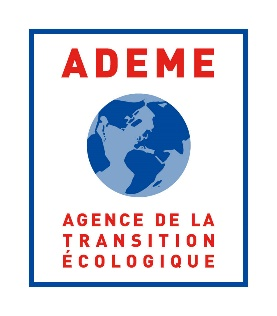 ADEME
AGENCE DE LA
TRANSITION
ÉCOLOGIQUE